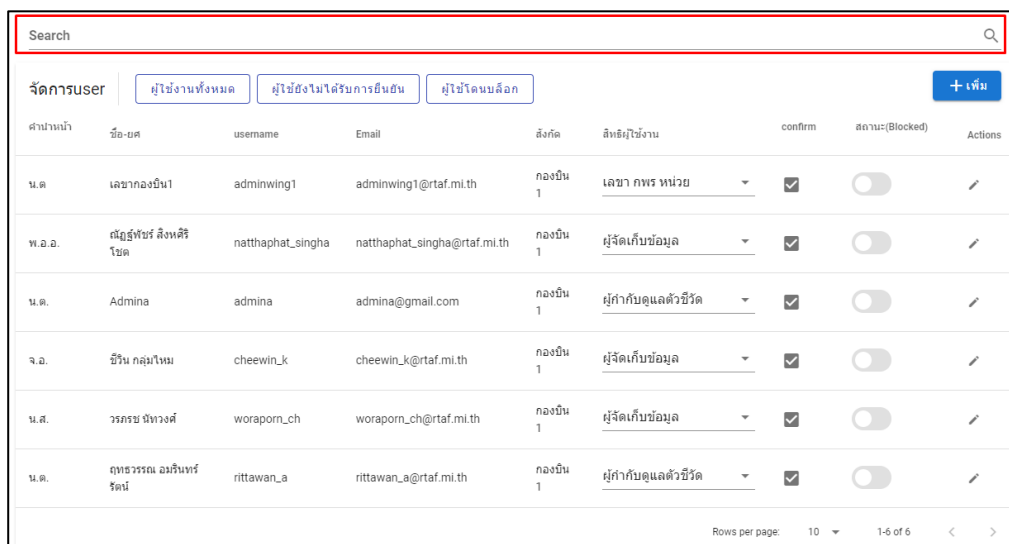 Search
จัดการuser ผู้ใช้งานทั้งหมด ผู้ใช้ยังไม่ได้รับการยืนยัน ผู้ใช้โดนบล็อก + เพิ่ม
คำนำหน้า ชื่อ-ยศ username Email สังกัด สิทธิผู้ใช้งาน confirm สถานะ(Blocked) Actions
น.ต เลขากองบิน1 adminwing1 adminwing1@rtaf.mi.th กองบิน 1 เลขา กพร หน่วย
พ.อ.อ. ณัฏฐ์พัชร์ สิงหศิริ natthaphat_singha natthaphat_singha@rtaf.mi.th กองบิน 1 ผู้จัดเก็บข้อมูล
โชต
น.ต. Admina admina admina@gmail.com กองบิน 1 ผู้กำกับดูแลตัวชี้วัด
จ.อ. ชีวิน กลุ่มไหม cheewin_k cheewin_k@rtaf.mi.th กองบิน 1 ผู้จัดเก็บข้อมูล
น.ส. วรภรช นัทวงศ์ woraporn_ch woraporn_ch@rtaf.mi.th กองบิน 1 ผู้จัดเก็บข้อมูล
น.ต. ฤทธวรรณ อมรินทร์ rittawan_a rittawan_a@rtaf.mi.th กองบิน 1 ผู้กำกับดูแลตัวชี้วัด
รัตน์
Rows per page: 10 1-6 of 6